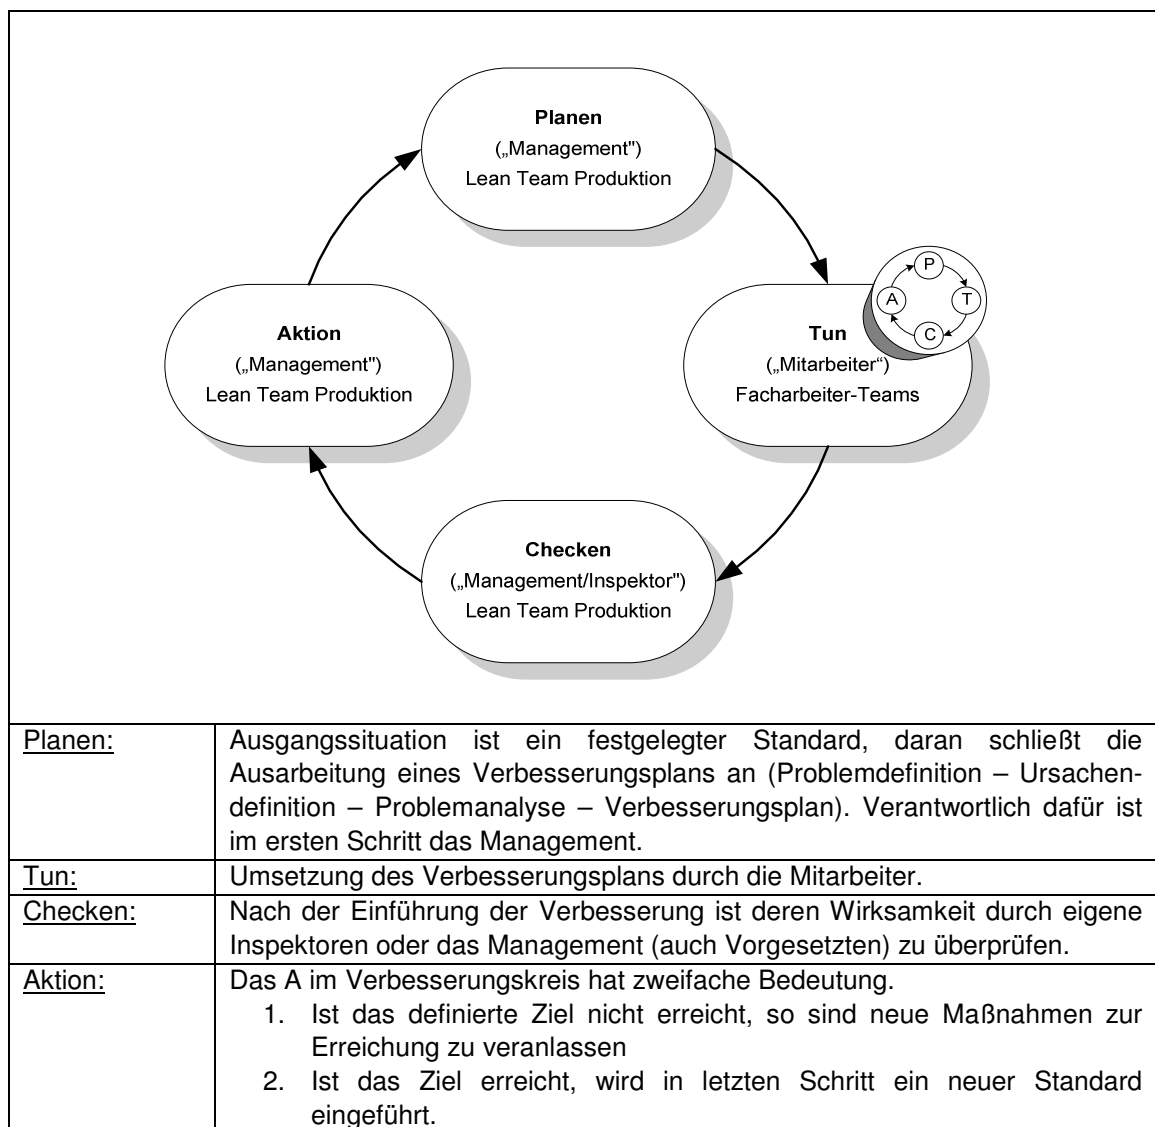 Planen
(„Management")
Lean Team Produktion
P
A
T
C
Aktion
(„Management")
Lean Team Produktion
Tun
(„Mitarbeiter“)
Facharbeiter-Teams
Checken
(„Management/Inspektor")
Lean Team Produktion
Planen:
Ausgangssituation ist ein festgelegter Standard, daran schließt die
Ausarbeitung eines Verbesserungsplans an (Problemdefinition – Ursachen-
definition – Problemanalyse – Verbesserungsplan). Verantwortlich dafür ist
im ersten Schritt das Management.
Tun:
Umsetzung des Verbesserungsplans durch die Mitarbeiter.
Checken:
Nach der Einführung der Verbesserung ist deren Wirksamkeit durch eigene
Inspektoren oder das Management (auch Vorgesetzten) zu überprüfen.
Aktion:
Das A im Verbesserungskreis hat zweifache Bedeutung.
1. Ist das definierte Ziel nicht erreicht, so sind neue Maßnahmen zur
Erreichung zu veranlassen
2. Ist das Ziel erreicht, wird in letzten Schritt ein neuer Standard
eingeführt.